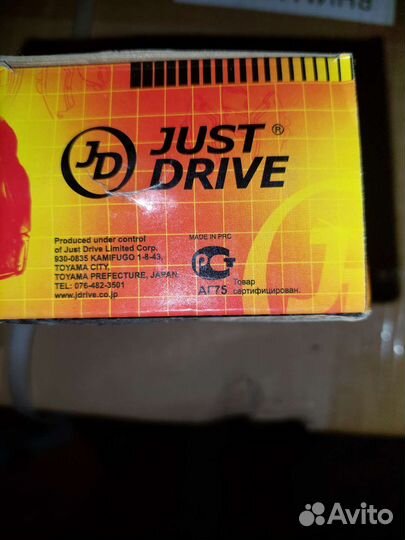 JD JUST ®
DRIVE
Produced under control
of Just Drive Limited Corp.
930-0835 KAMIFUGO 1-8-43,
TOYAMA CITY,
TOYAMA PREFECTURE, JAPAN.
TEL: 076-482-3501
www.jdrive.co.jp
MADE IN PRC
РСТ
АГ75
Товар
сертифицирован.
Avito